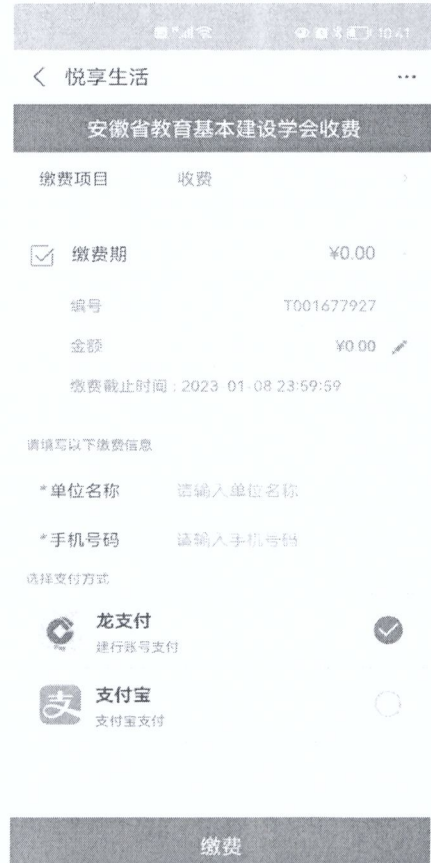 10:41
悦享生活
安徽省教育基本建设学会收费
缴费项目 收费
缴费期 ¥0.00
编号 T001677927
金额 ¥0.00
缴费截止时间：2023-01-08 23:59:59
请填写以下缴费信息
*单位名称 请输入单位名称
*手机号码 请输入手机号码
选择支付方式
龙支付
建行账号支付
支付宝
支付宝支付
缴费